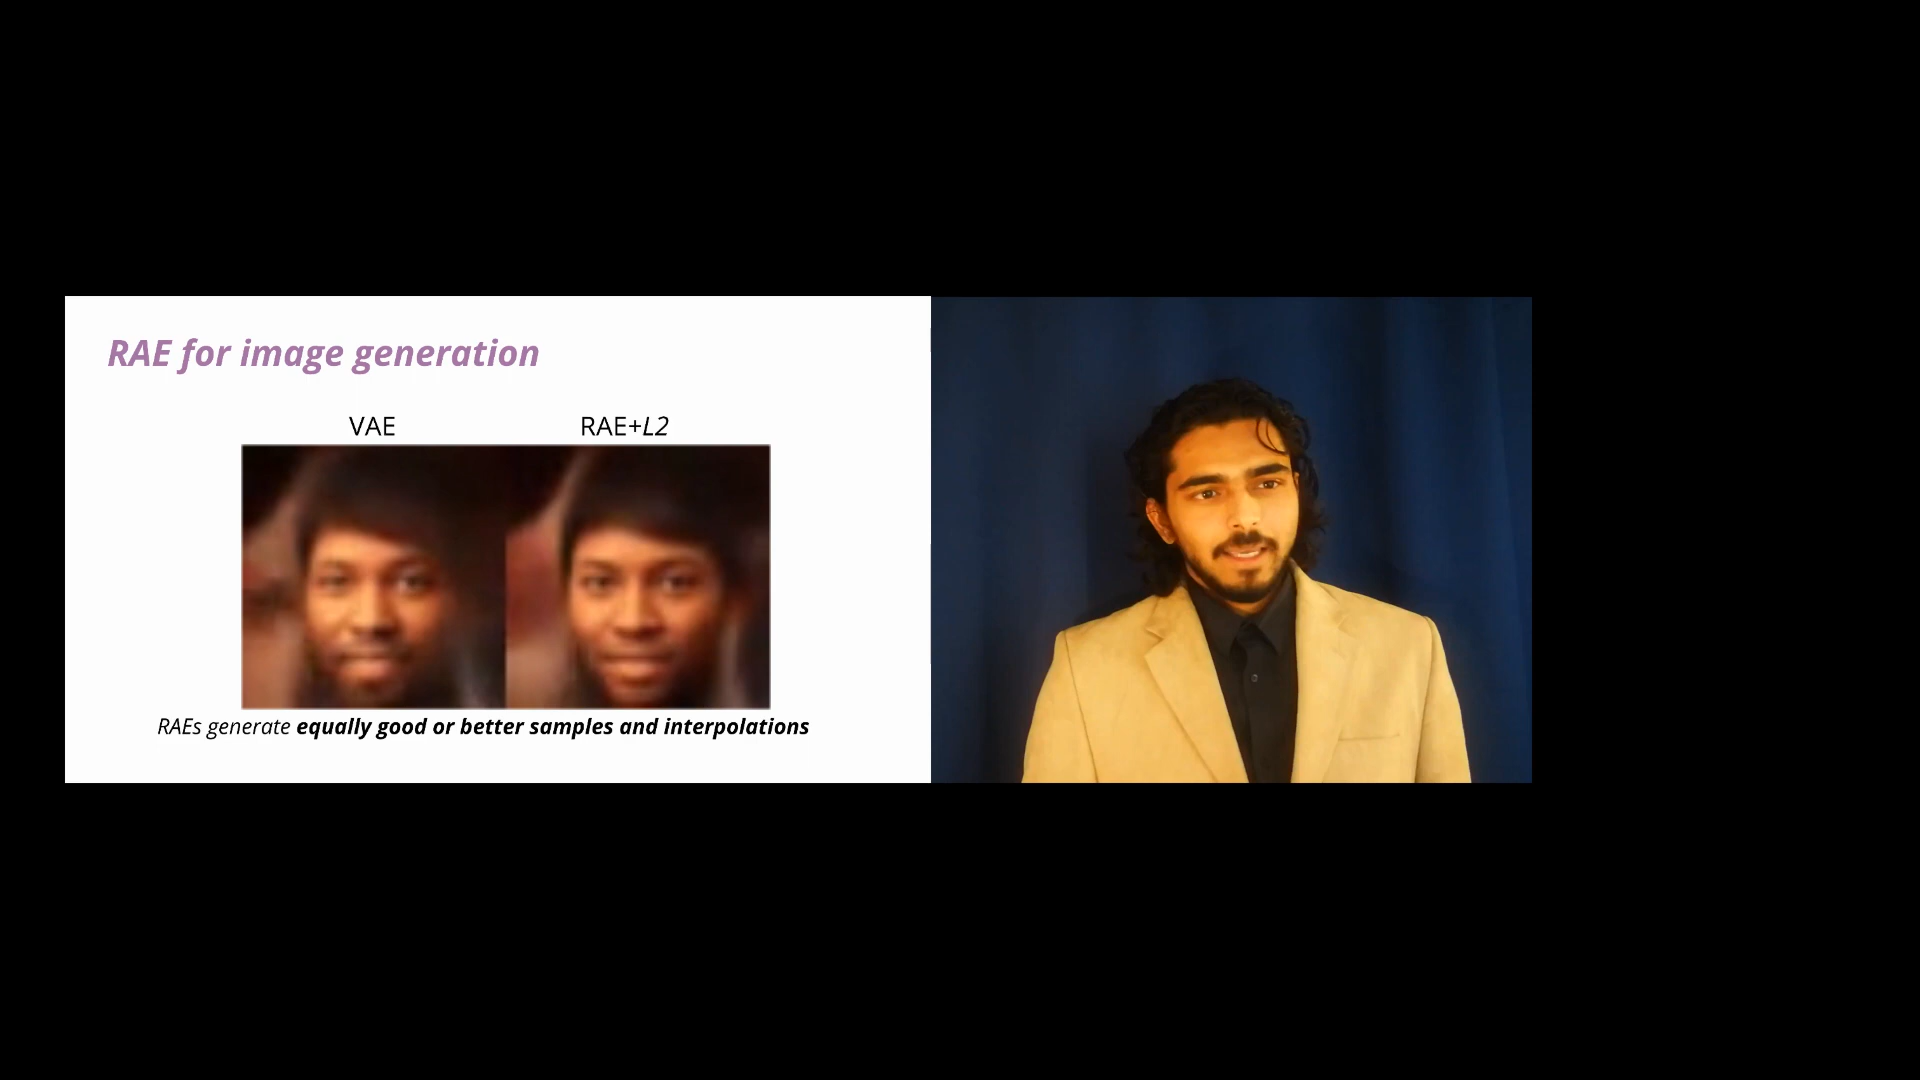 RAE for image generation
VAE RAE+L2
RAEs generate equally good or better samples and interpolations